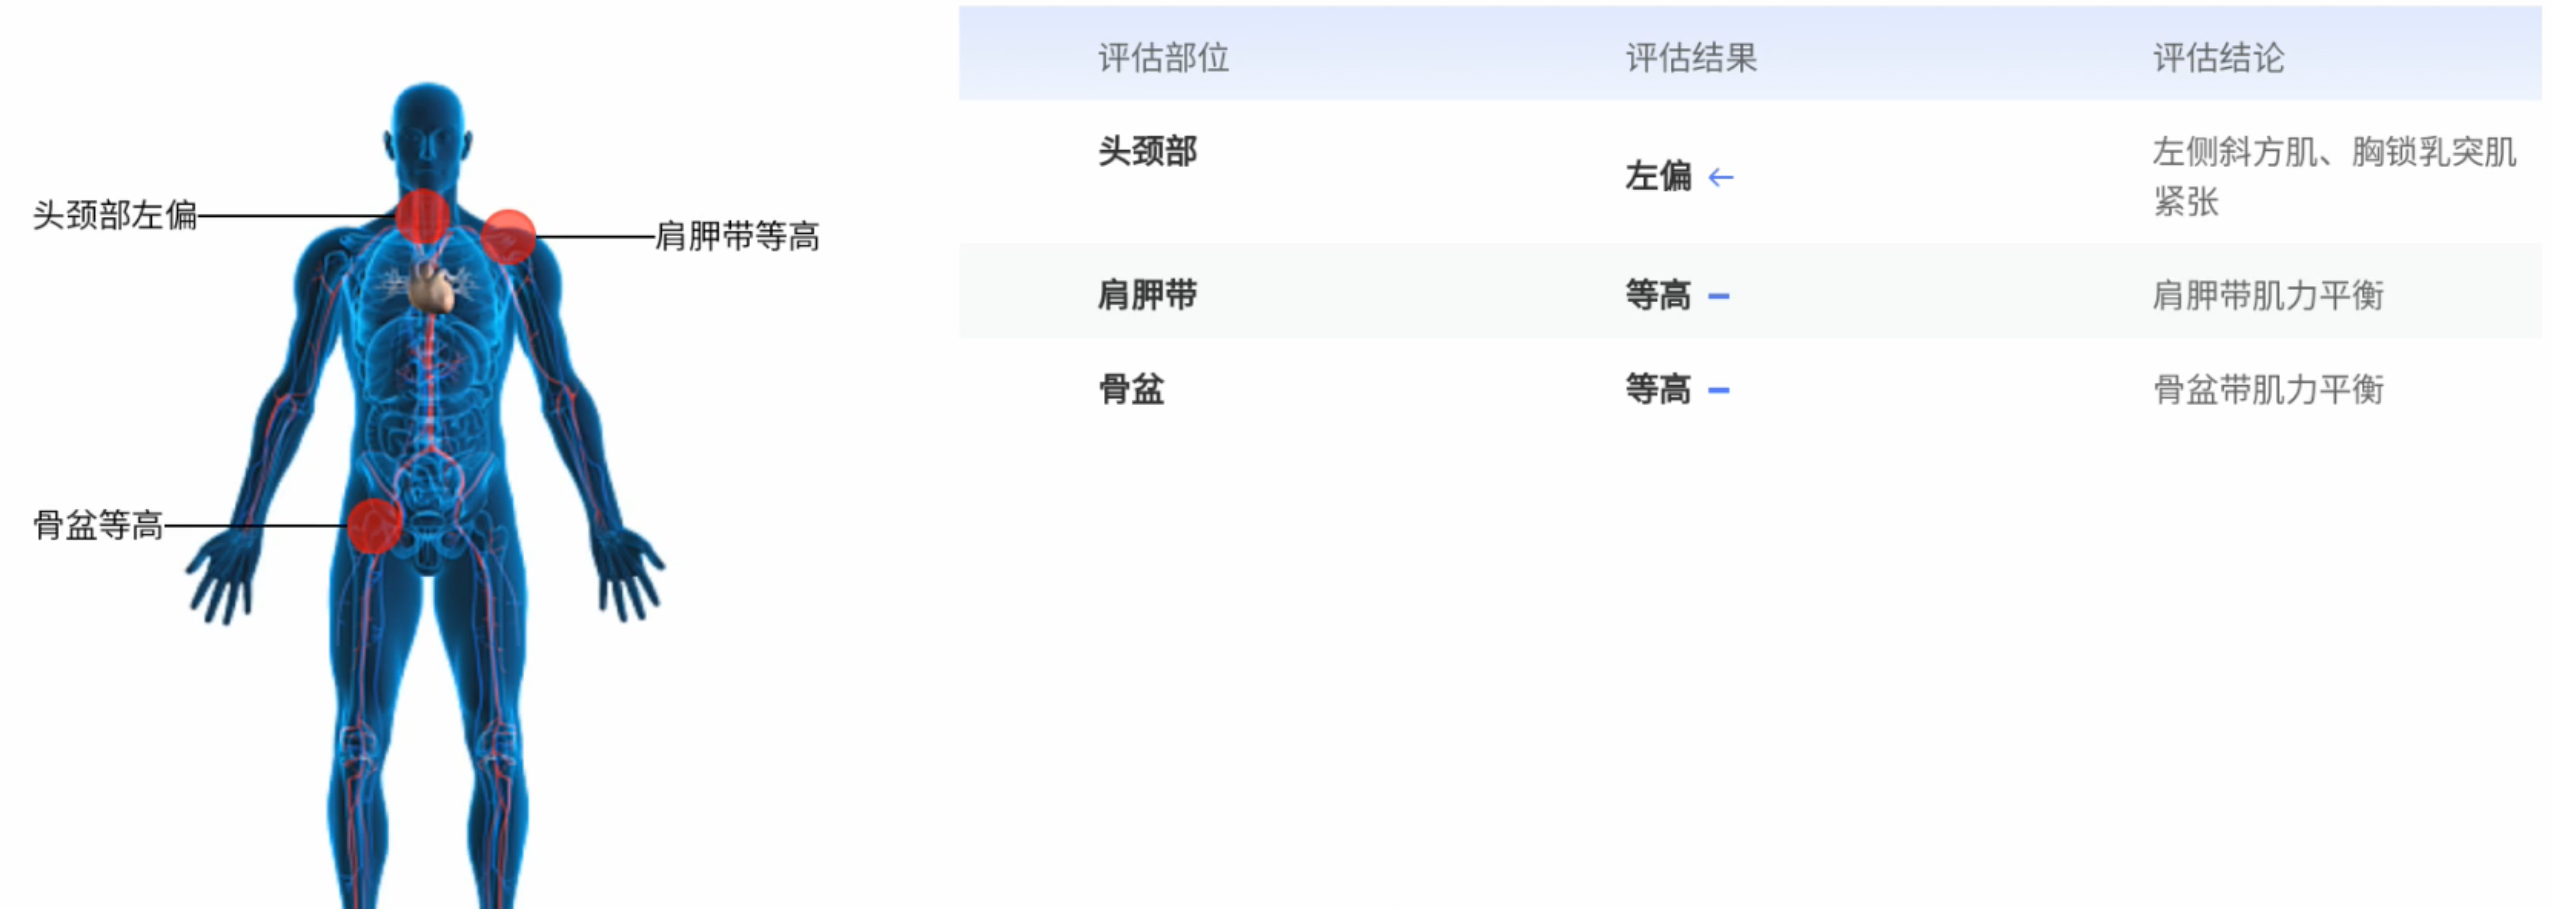 头颈部左偏
肩胛带等高
骨盆等高
评估部位 评估结果 评估结论
头颈部 左偏 ← 左侧斜方肌、胸锁乳突肌
紧张
肩胛带 等高 − 肩胛带肌力平衡
骨盆 等高 − 骨盆带肌力平衡